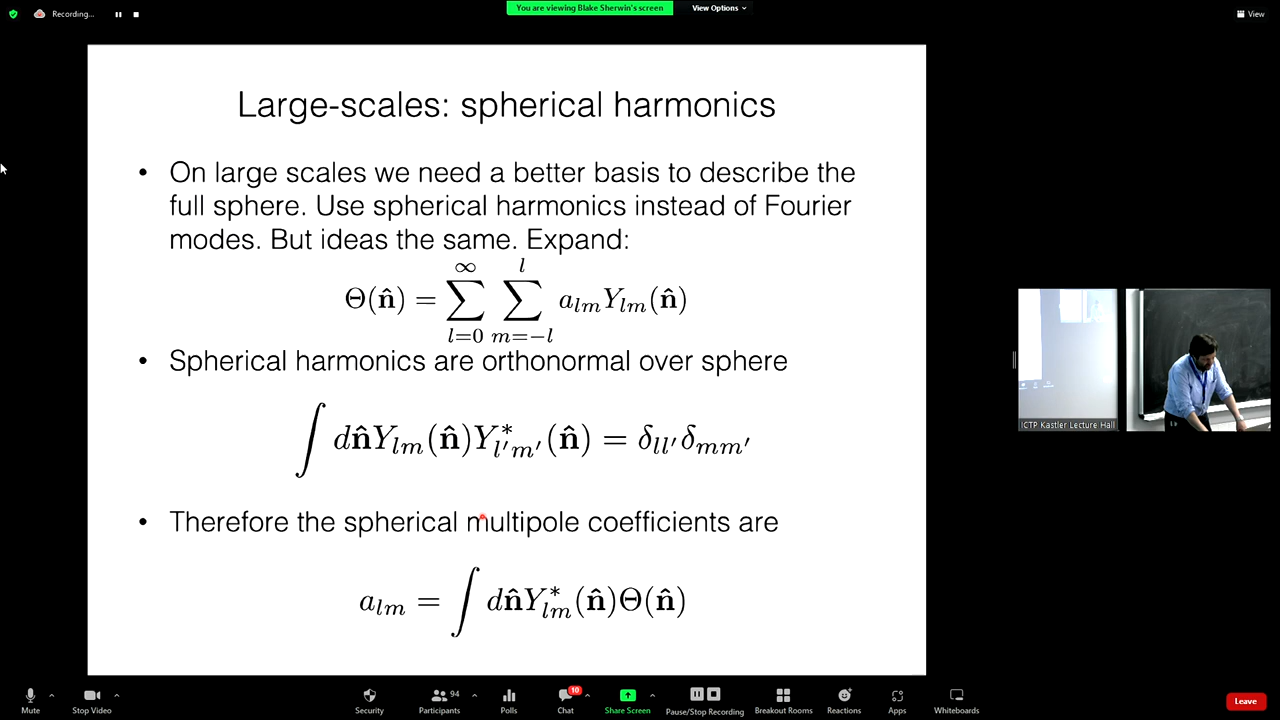 Recording...
You are viewing Blake Sherwin's screen
View Options
View
Large-scales: spherical harmonics
• On large scales we need a better basis to describe the
full sphere. Use spherical harmonics instead of Fourier
modes. But ideas the same. Expand:
Θ(n̂) = ∑_{l=0}^{∞} ∑_{m=-l}^{l} a_{lm} Y_{lm}(n̂)
• Spherical harmonics are orthonormal over sphere
∫ dn̂ Y_{lm}(n̂) Y*_{l'm'}(n̂) = δ_{ll'} δ_{mm'}
• Therefore the spherical multipole coefficients are
a_{lm} = ∫ dn̂ Y*_{lm}(n̂) Θ(n̂)
ICTP Kastler Lecture Hall
Mute
Stop Video
Security
Participants 94
Polls
Chat 10
Share Screen
Pause/Stop Recording
Breakout Rooms
Reactions
Apps
Whiteboards
Leave